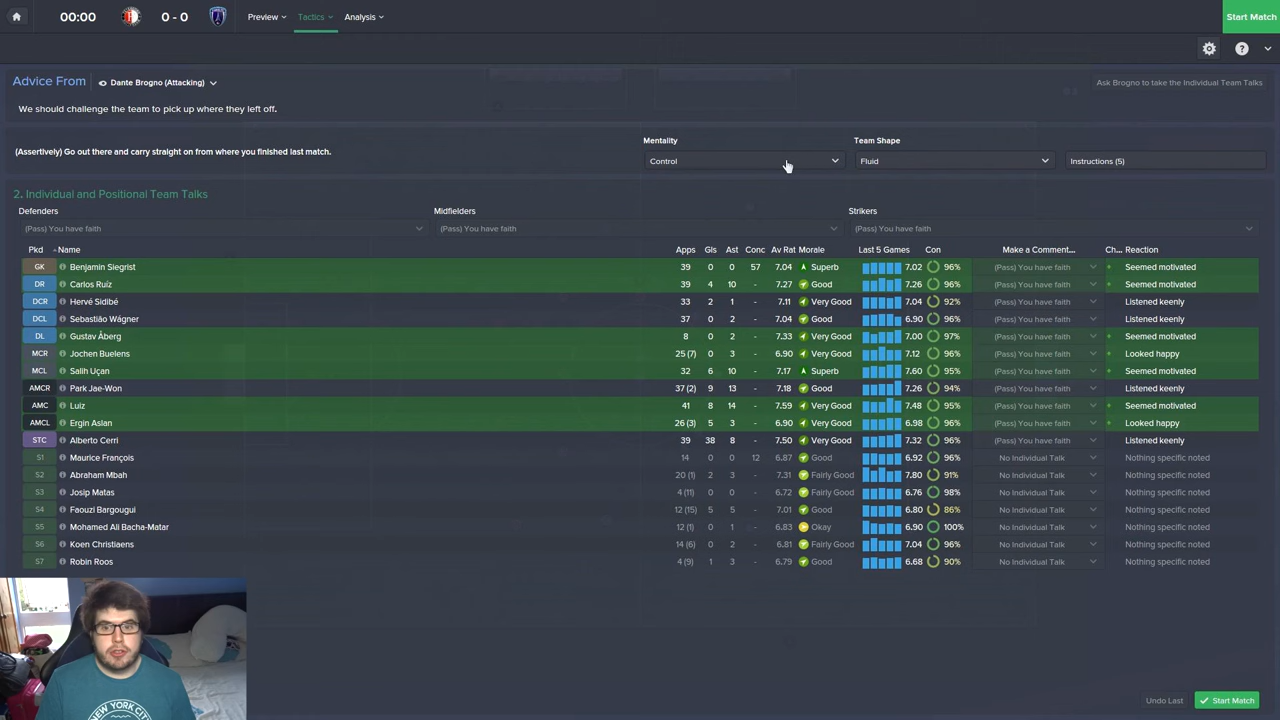 00:00 0 - 0 Preview Tactics Analysis Start Match
Advice From Dante Brogno (Attacking) Ask Brogno to take the Individual Team Talks
We should challenge the team to pick up where they left off.
Mentality Team Shape
(Assertively) Go out there and carry straight on from where you finished last match. Control Fluid Instructions (5)
2. Individual and Positional Team Talks
Defenders Midfielders Strikers
(Pass) You have faith (Pass) You have faith (Pass) You have faith
Pkd Name Apps Gls Ast Conc Av Rat Morale Last 5 Games Con Make a Comment... Ch... Reaction
GK Benjamin Siegrist 39 0 0 57 7.04 Superb 7.02 96% (Pass) You have faith Seemed motivated
DR Carlos Ruíz 39 4 10 - 7.27 Good 7.26 96% (Pass) You have faith Seemed motivated
DCR Hervé Sidibé 33 2 1 - 7.11 Very Good 7.04 92% (Pass) You have faith Listened keenly
DCL Sebastião Wágner 37 0 2 - 7.04 Good 6.90 96% (Pass) You have faith Listened keenly
DL Gustav Åberg 8 0 2 - 7.33 Very Good 7.00 97% (Pass) You have faith Seemed motivated
MCR Jochen Buelens 25 (7) 0 3 - 6.90 Very Good 7.12 96% (Pass) You have faith Looked happy
MCL Salih Uçan 32 6 10 - 7.17 Superb 7.60 95% (Pass) You have faith Seemed motivated
AMCR Park Jae-Won 37 (2) 9 13 - 7.18 Good 7.26 94% (Pass) You have faith Listened keenly
AMC Luiz 41 8 14 - 7.59 Very Good 7.48 95% (Pass) You have faith Seemed motivated
AMCL Ergin Aslan 26 (3) 5 3 - 6.90 Very Good 6.98 96% (Pass) You have faith Looked happy
STC Alberto Cerri 39 38 8 - 7.50 Very Good 7.32 96% (Pass) You have faith Listened keenly
S1 Maurice François 14 0 0 12 6.87 Good 6.92 96% No Individual Talk Nothing specific noted
S2 Abraham Mbah 20 (1) 2 3 - 7.31 Fairly Good 7.80 91% No Individual Talk Nothing specific noted
S3 Josip Matas 4 (11) 0 0 - 6.72 Fairly Good 6.76 98% No Individual Talk Nothing specific noted
S4 Faouzi Bargougui 12 (15) 5 5 - 7.01 Good 6.80 86% No Individual Talk Nothing specific noted
S5 Mohamed Ali Bacha-Matar 12 (1) 0 1 - 6.83 Okay 6.90 100% No Individual Talk Nothing specific noted
S6 Koen Christiaens 14 (6) 0 2 - 6.81 Fairly Good 7.04 96% No Individual Talk Nothing specific noted
S7 Robin Roos 4 (9) 1 3 - 6.79 Good 6.68 90% No Individual Talk Nothing specific noted
NEW YORK CITY
Undo Last Start Match